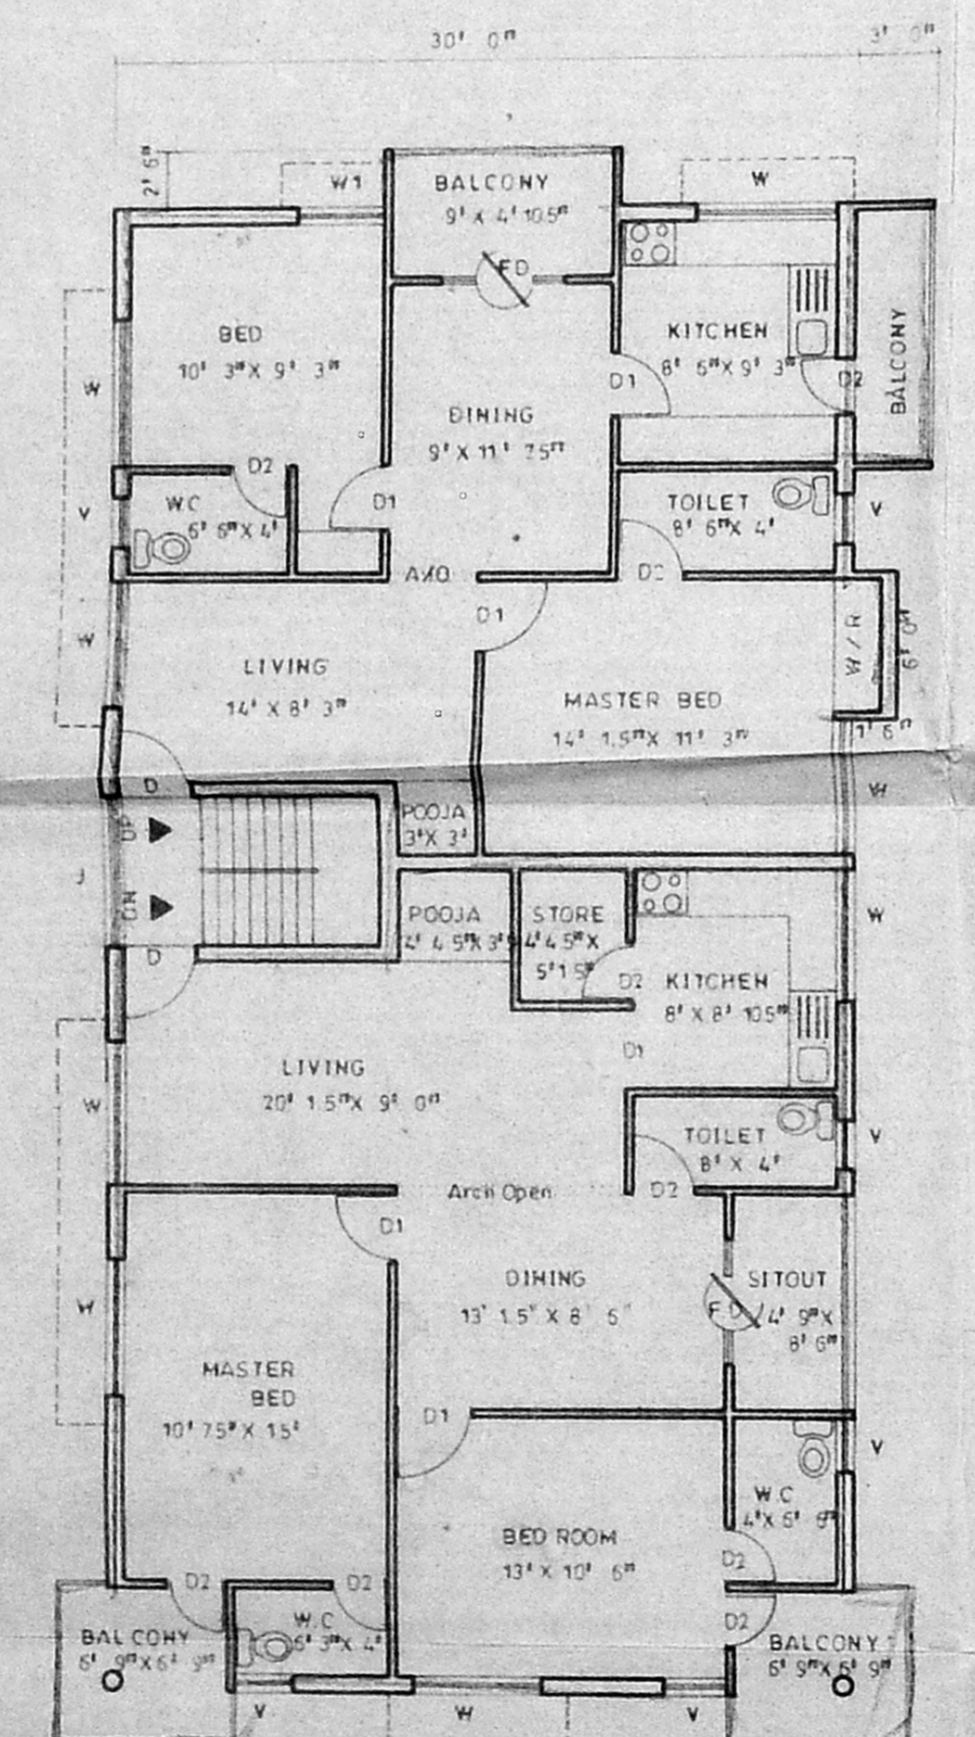 30' 0"
3' 0"
2' 6"
W1
BALCONY
9' X 4' 10.5"
W
FD
BED
10' 3" X 9' 3"
KITCHEN
8' 6" X 9' 3"
BALCONY
W
D1
D2
DINING
9' X 11' 7.5"
D2
D1
V
W.C
6' 6" X 4'
TOILET
8' 6" X 4'
V
D2
D1
W
LIVING
14' X 8' 3"
W/R
6' 0"
MASTER BED
14' 1.5" X 11' 3"
1' 6"
D
W
UP
POOJA
3' X 3'
J
DN
POOJA
4' 4.5" X 3' 9"
STORE
4' 4.5" X
5' 1.5"
W
D
D2
KITCHEN
8' X 8' 10.5"
D1
LIVING
20' 1.5" X 9' 0"
W
TOILET
8' X 4'
V
Arch Open
D2
D1
DINING
13' 1.5" X 8' 6"
SITOUT
4' 9" X
8' 6"
FD
W
MASTER
BED
10' 7.5" X 15'
D1
V
W.C
4' X 6' 6"
BED ROOM
13' X 10' 6"
D2
D2
D2
D2
W.C
6' 3" X 4'
BALCONY
6' 9" X 6' 9"
BALCONY
6' 9" X 6' 9"
V
W
V